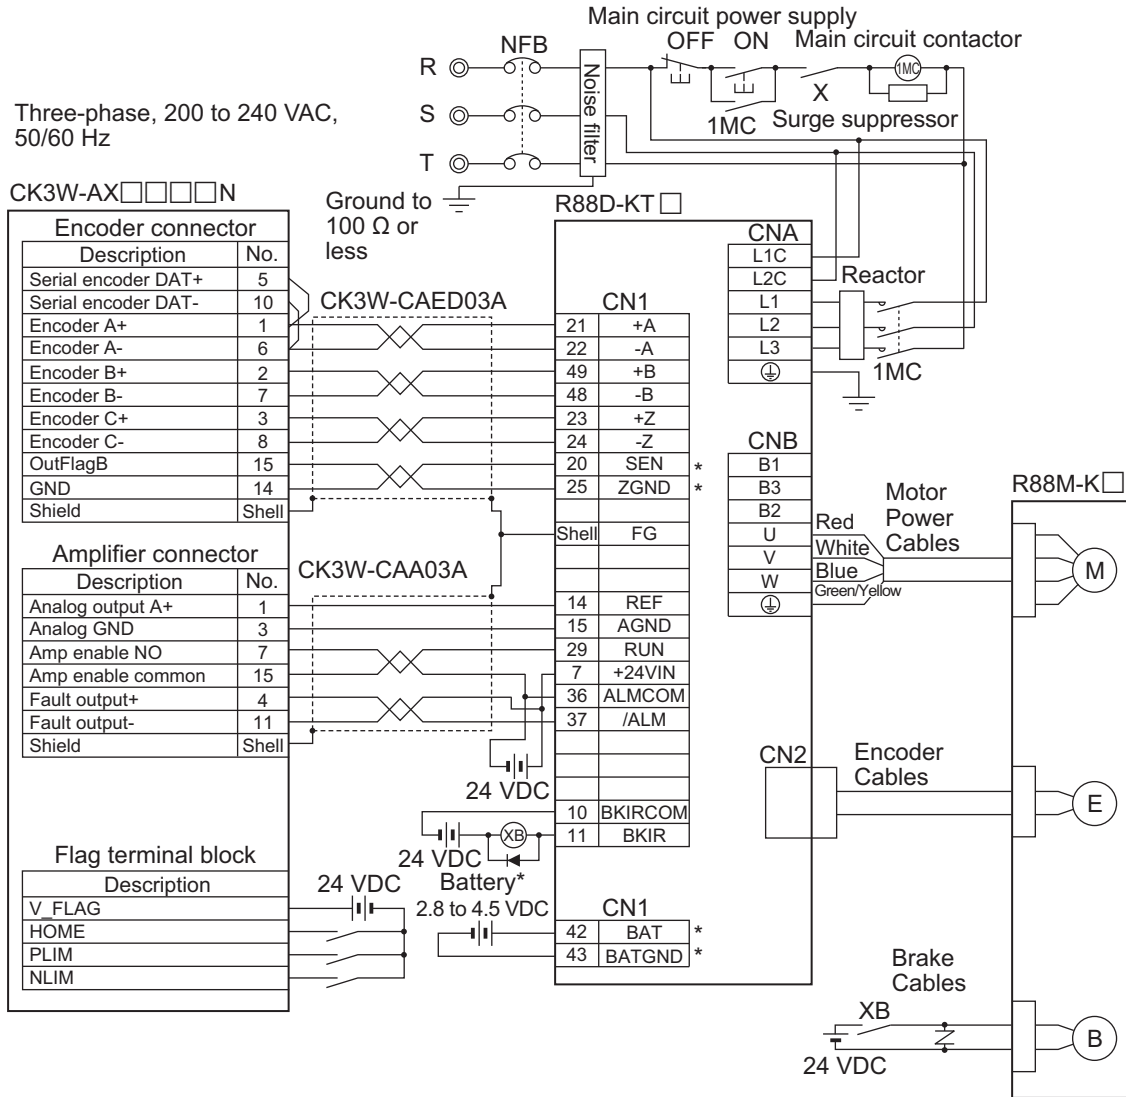 Main circuit power supply
NFB
OFF ON
Main circuit contactor
R
1MC
Noise filter
Three-phase, 200 to 240 VAC,
50/60 Hz
S
X
1MC
Surge suppressor
T
CK3W-AX□□□□N
Ground to
100 Ω or
less
R88D-KT□
Encoder connector
Description No.
Serial encoder DAT+ 5
Serial encoder DAT- 10
Encoder A+ 1
Encoder A- 6
Encoder B+ 2
Encoder B- 7
Encoder C+ 3
Encoder C- 8
OutFlagB 15
GND 14
Shield Shell
CK3W-CAED03A
CN1
21 +A
22 -A
49 +B
48 -B
23 +Z
24 -Z
20 SEN *
25 ZGND *
Shell FG
CNA
L1C
L2C
L1
L2
L3
Reactor
1MC
CNB
B1
B3
B2
U
V
W
Red
White
Blue
Green/Yellow
Motor
Power
Cables
R88M-K□
M
Amplifier connector
Description No.
Analog output A+ 1
Analog GND 3
Amp enable NO 7
Amp enable common 15
Fault output+ 4
Fault output- 11
Shield Shell
CK3W-CAA03A
14 REF
15 AGND
29 RUN
7 +24VIN
36 ALMCOM
37 /ALM
24 VDC
10 BKIRCOM
11 BKIR
XB
24 VDC
CN2
Encoder
Cables
E
Flag terminal block
Description
V_FLAG
HOME
PLIM
NLIM
24 VDC
Battery*
2.8 to 4.5 VDC
CN1
42 BAT *
43 BATGND *
Brake
Cables
XB
24 VDC
B